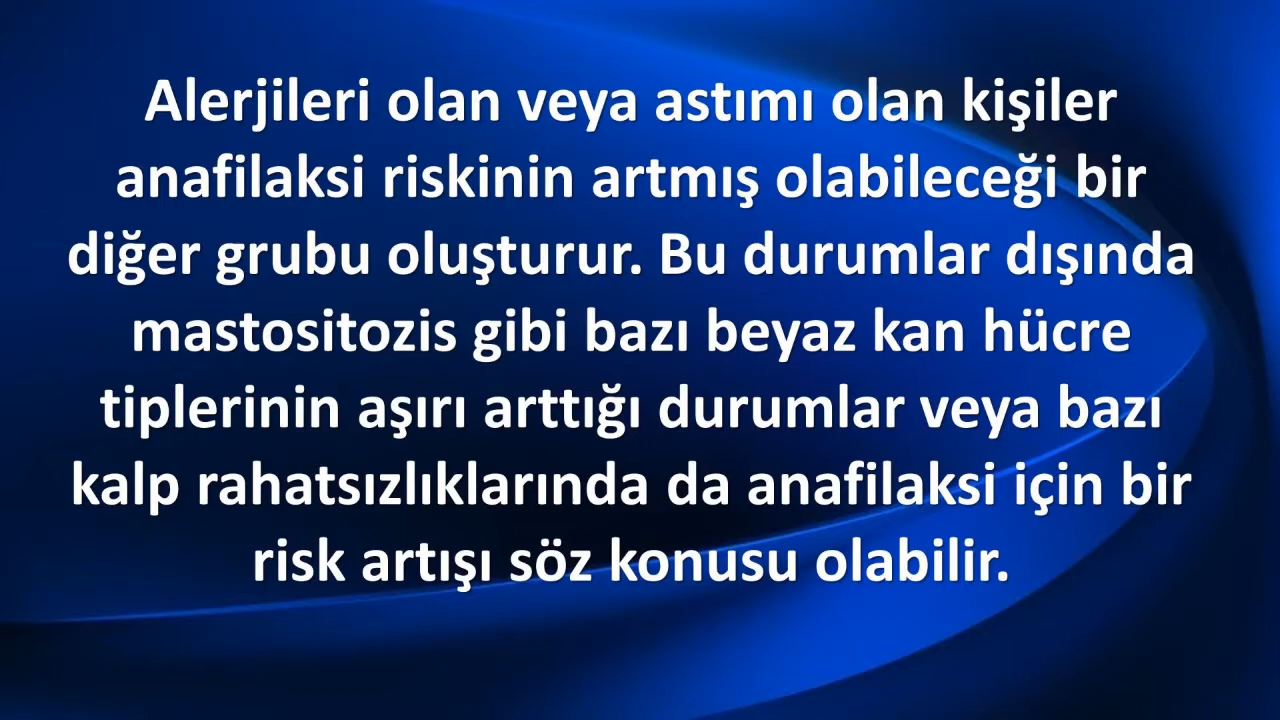 Alerjileri olan veya astımı olan kişiler
anafilaksi riskinin artmış olabileceği bir
diğer grubu oluşturur. Bu durumlar dışında
mastositozis gibi bazı beyaz kan hücre
tiplerinin aşırı arttığı durumlar veya bazı
kalp rahatsızlıklarında da anafilaksi için bir
risk artışı söz konusu olabilir.